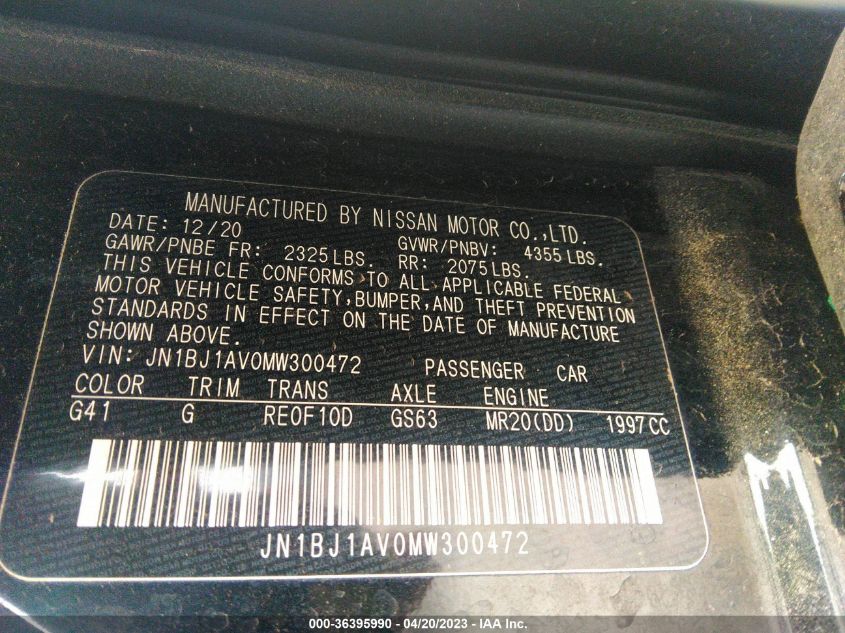 MANUFACTURED BY NISSAN MOTOR CO.,LTD.
DATE: 12/20 GVWR/PNBV: 4355 LBS.
GAWR/PNBE FR: 2325 LBS. RR: 2075 LBS.
THIS VEHICLE CONFORMS TO ALL APPLICABLE FEDERAL
MOTOR VEHICLE SAFETY, BUMPER, AND THEFT PREVENTION
STANDARDS IN EFFECT ON THE DATE OF MANUFACTURE
SHOWN ABOVE.
VIN: JN1BJ1AV0MW300472 PASSENGER CAR
COLOR TRIM TRANS AXLE ENGINE
G41 G RE0F10D GS63 MR20(DD) 1997CC
JN1BJ1AV0MW300472
000-36395990 - 04/20/2023 - IAA Inc.